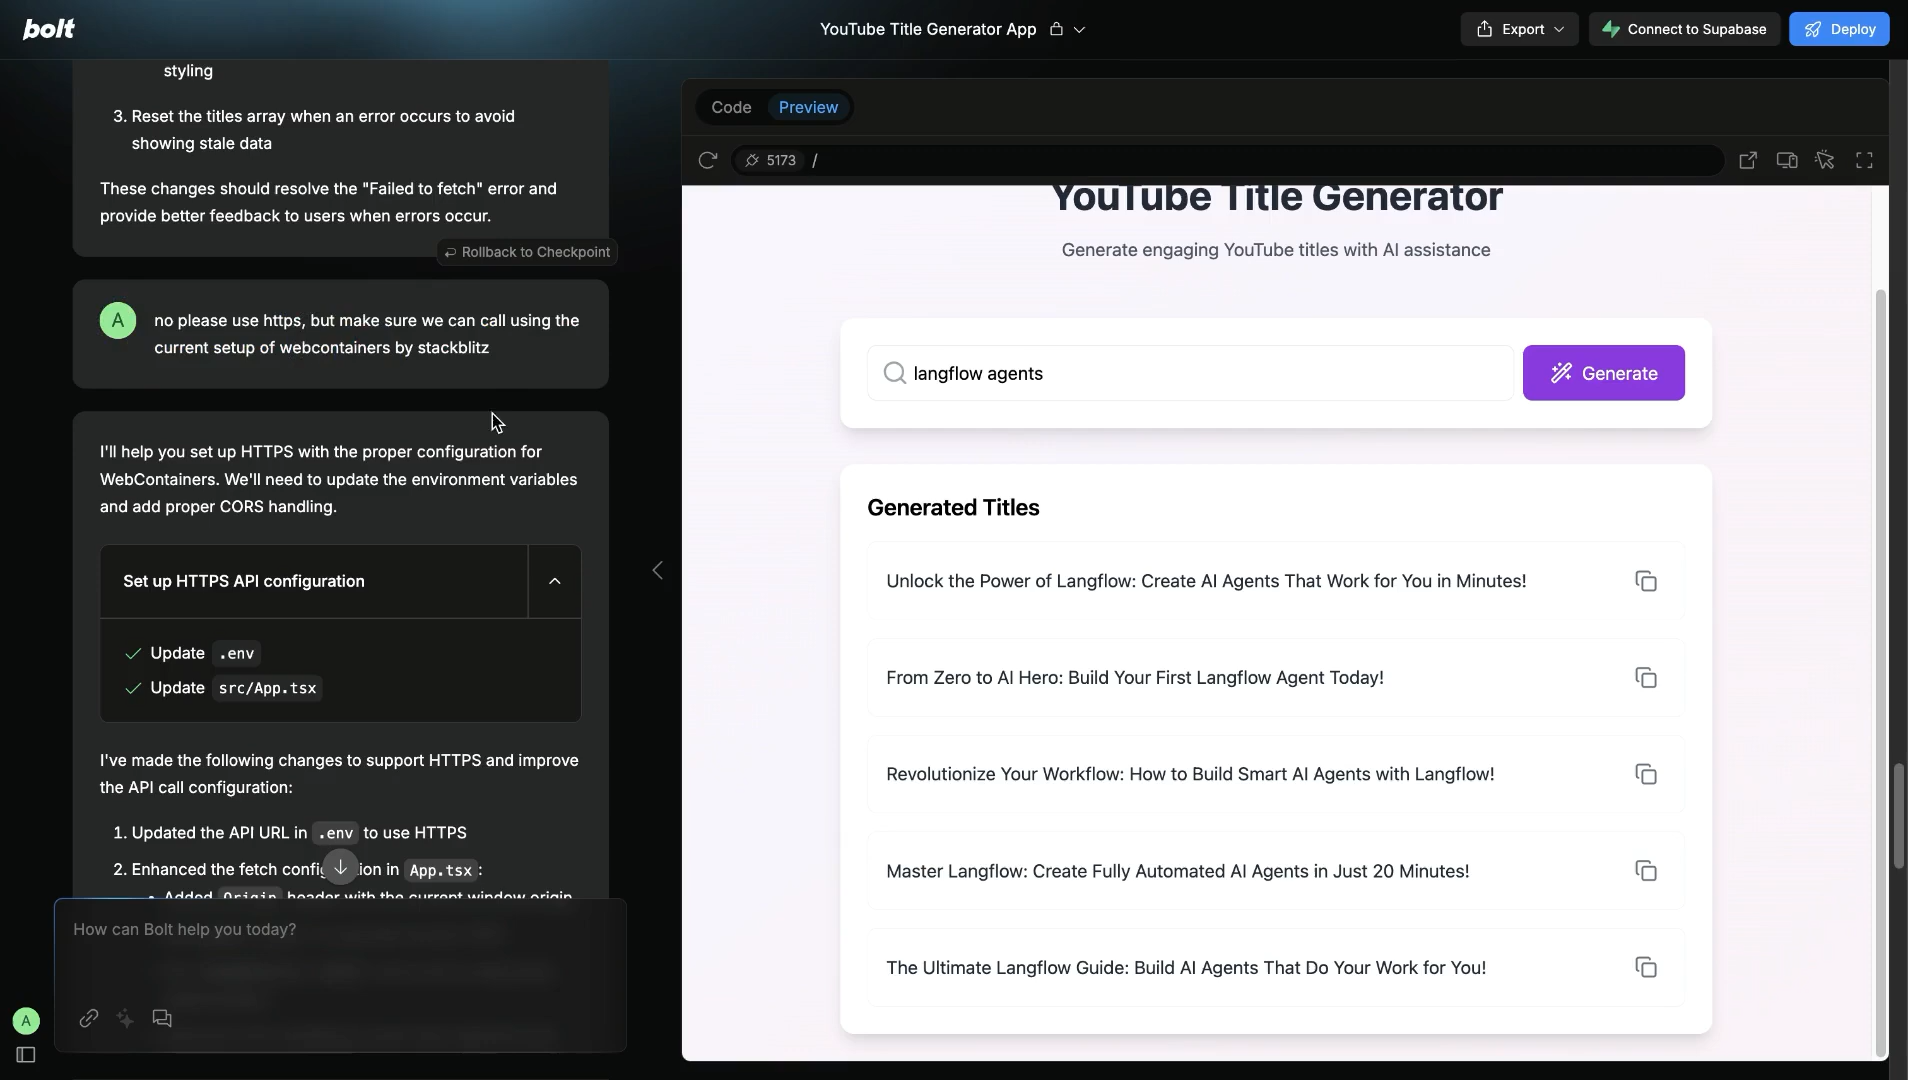 bolt
YouTube Title Generator App
Export
Connect to Supabase
Deploy
styling
3. Reset the titles array when an error occurs to avoid
showing stale data
These changes should resolve the "Failed to fetch" error and
provide better feedback to users when errors occur.
Rollback to Checkpoint
A
no please use https, but make sure we can call using the
current setup of webcontainers by stackblitz
I'll help you set up HTTPS with the proper configuration for
WebContainers. We'll need to update the environment variables
and add proper CORS handling.
Set up HTTPS API configuration
Update .env
Update src/App.tsx
I've made the following changes to support HTTPS and improve
the API call configuration:
1. Updated the API URL in .env to use HTTPS
2. Enhanced the fetch config ion in App.tsx:
• Added Origin header with the current window origin
How can Bolt help you today?
A
Code
Preview
5173 /
YouTube Title Generator
Generate engaging YouTube titles with AI assistance
langflow agents
Generate
Generated Titles
Unlock the Power of Langflow: Create AI Agents That Work for You in Minutes!
From Zero to AI Hero: Build Your First Langflow Agent Today!
Revolutionize Your Workflow: How to Build Smart AI Agents with Langflow!
Master Langflow: Create Fully Automated AI Agents in Just 20 Minutes!
The Ultimate Langflow Guide: Build AI Agents That Do Your Work for You!